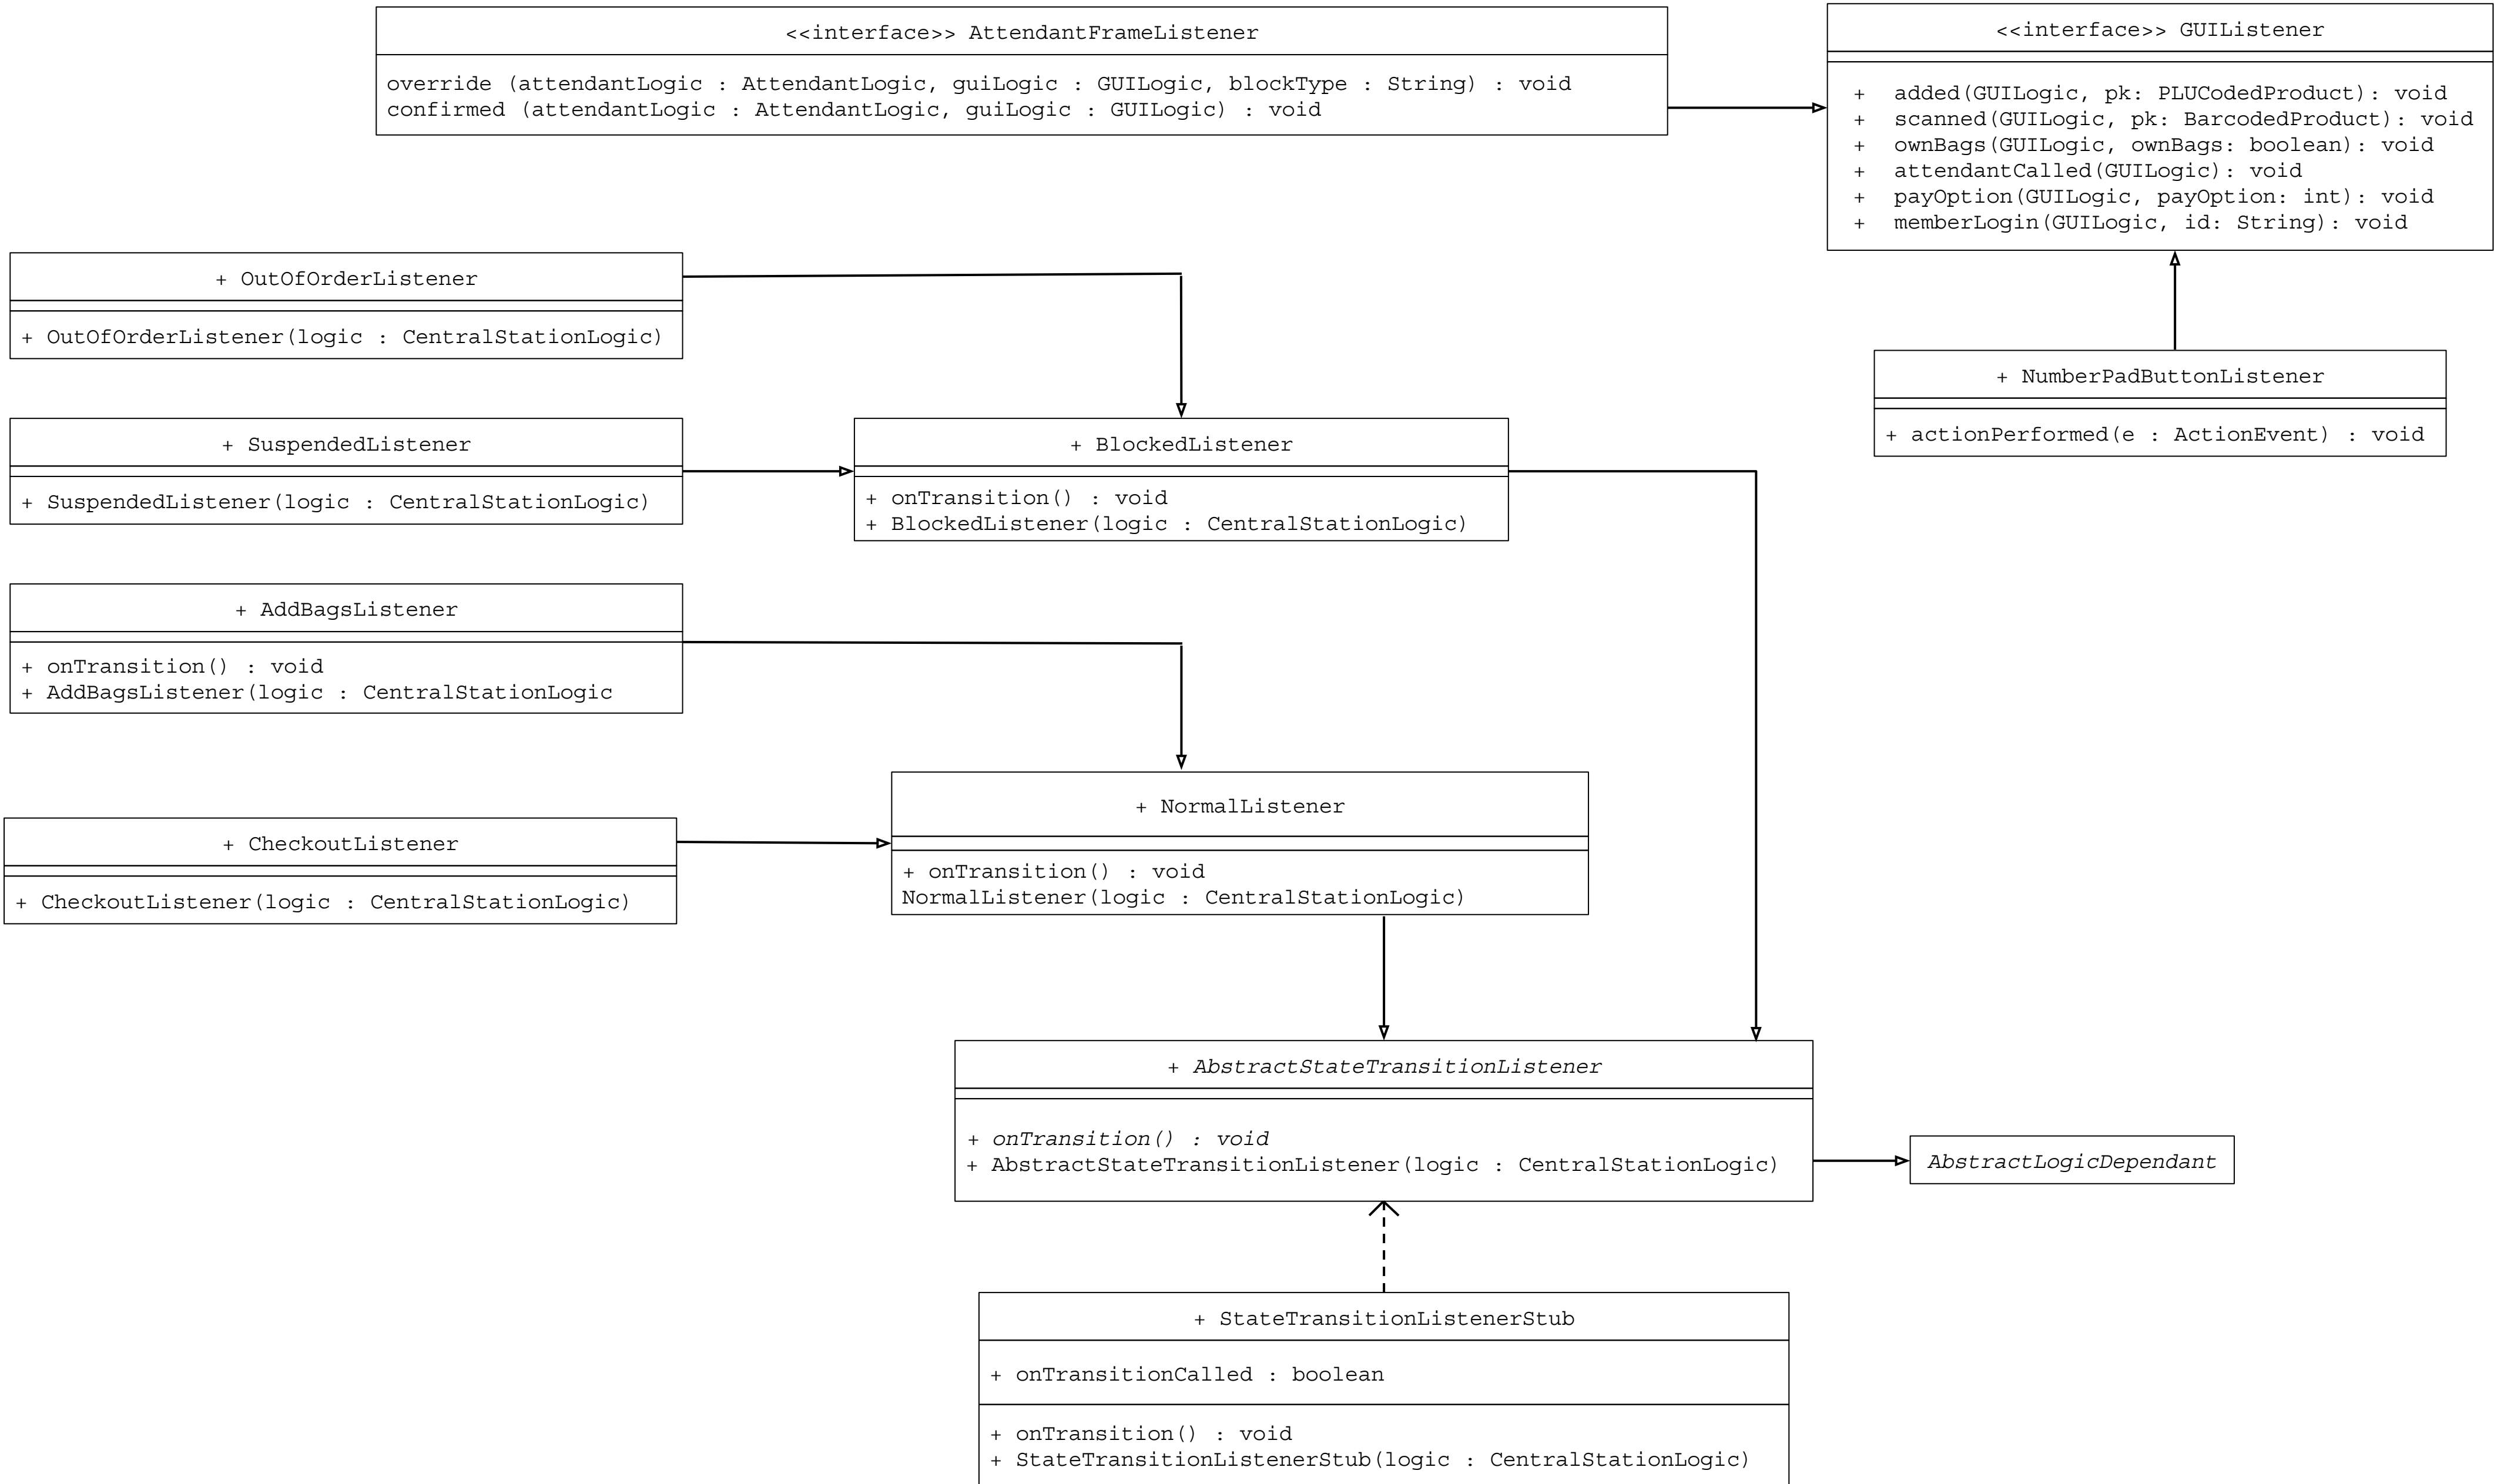 <<interface>> AttendantFrameListener
override (attendantLogic : AttendantLogic, guiLogic : GUILogic, blockType : String) : void
confirmed (attendantLogic : AttendantLogic, guiLogic : GUILogic) : void
<<interface>> GUIListener
+ added(GUILogic, pk: PLUCodedProduct): void
+ scanned(GUILogic, pk: BarcodedProduct): void
+ ownBags(GUILogic, ownBags: boolean): void
+ attendantCalled(GUILogic): void
+ payOption(GUILogic, payOption: int): void
+ memberLogin(GUILogic, id: String): void
+ OutOfOrderListener
+ OutOfOrderListener(logic : CentralStationLogic)
+ NumberPadButtonListener
+ actionPerformed(e : ActionEvent) : void
+ SuspendedListener
+ SuspendedListener(logic : CentralStationLogic)
+ BlockedListener
+ onTransition() : void
+ BlockedListener(logic : CentralStationLogic)
+ AddBagsListener
+ onTransition() : void
+ AddBagsListener(logic : CentralStationLogic
+ NormalListener
+ onTransition() : void
NormalListener(logic : CentralStationLogic)
+ CheckoutListener
+ CheckoutListener(logic : CentralStationLogic)
+ AbstractStateTransitionListener
+ onTransition() : void
+ AbstractStateTransitionListener(logic : CentralStationLogic)
AbstractLogicDependant
+ StateTransitionListenerStub
+ onTransitionCalled : boolean
+ onTransition() : void
+ StateTransitionListenerStub(logic : CentralStationLogic)